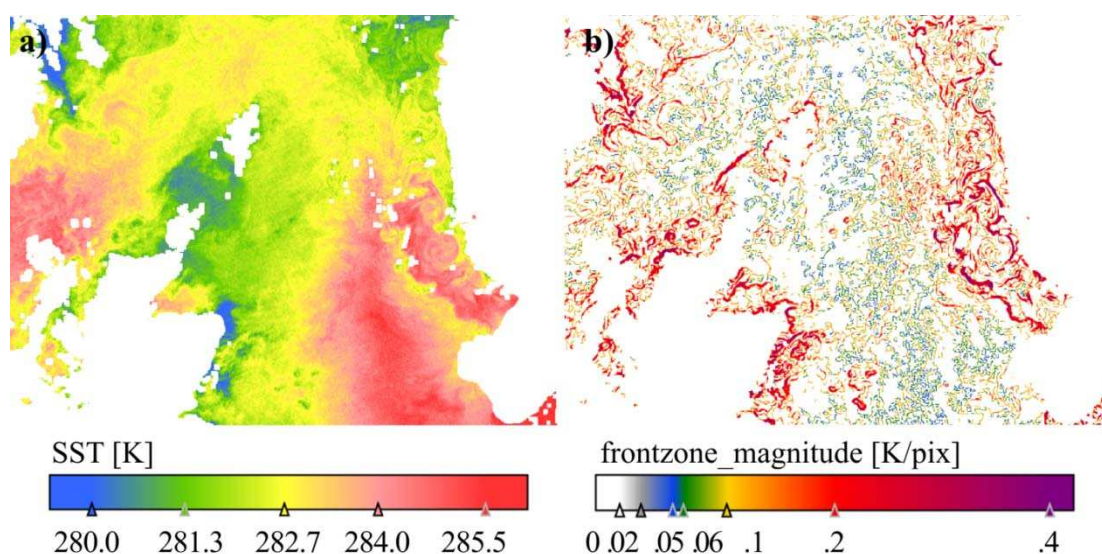 a)
b)
SST [K]
280.0 281.3 282.7 284.0 285.5
frontzone_magnitude [K/pix]
0 .02 .05 .06 .1 .2 .4